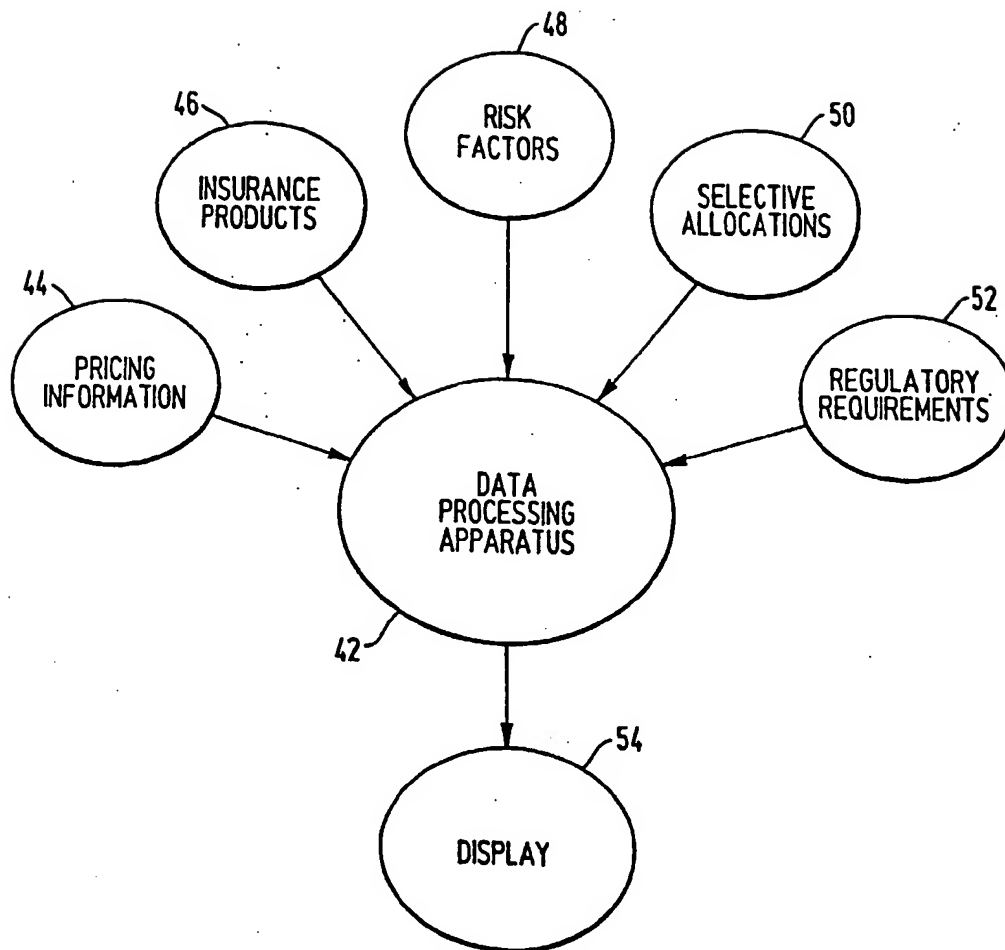 48
RISK
FACTORS
46
INSURANCE
PRODUCTS
50
SELECTIVE
ALLOCATIONS
44
PRICING
INFORMATION
52
REGULATORY
REQUIREMENTS
DATA
PROCESSING
APPARATUS
42
54
DISPLAY